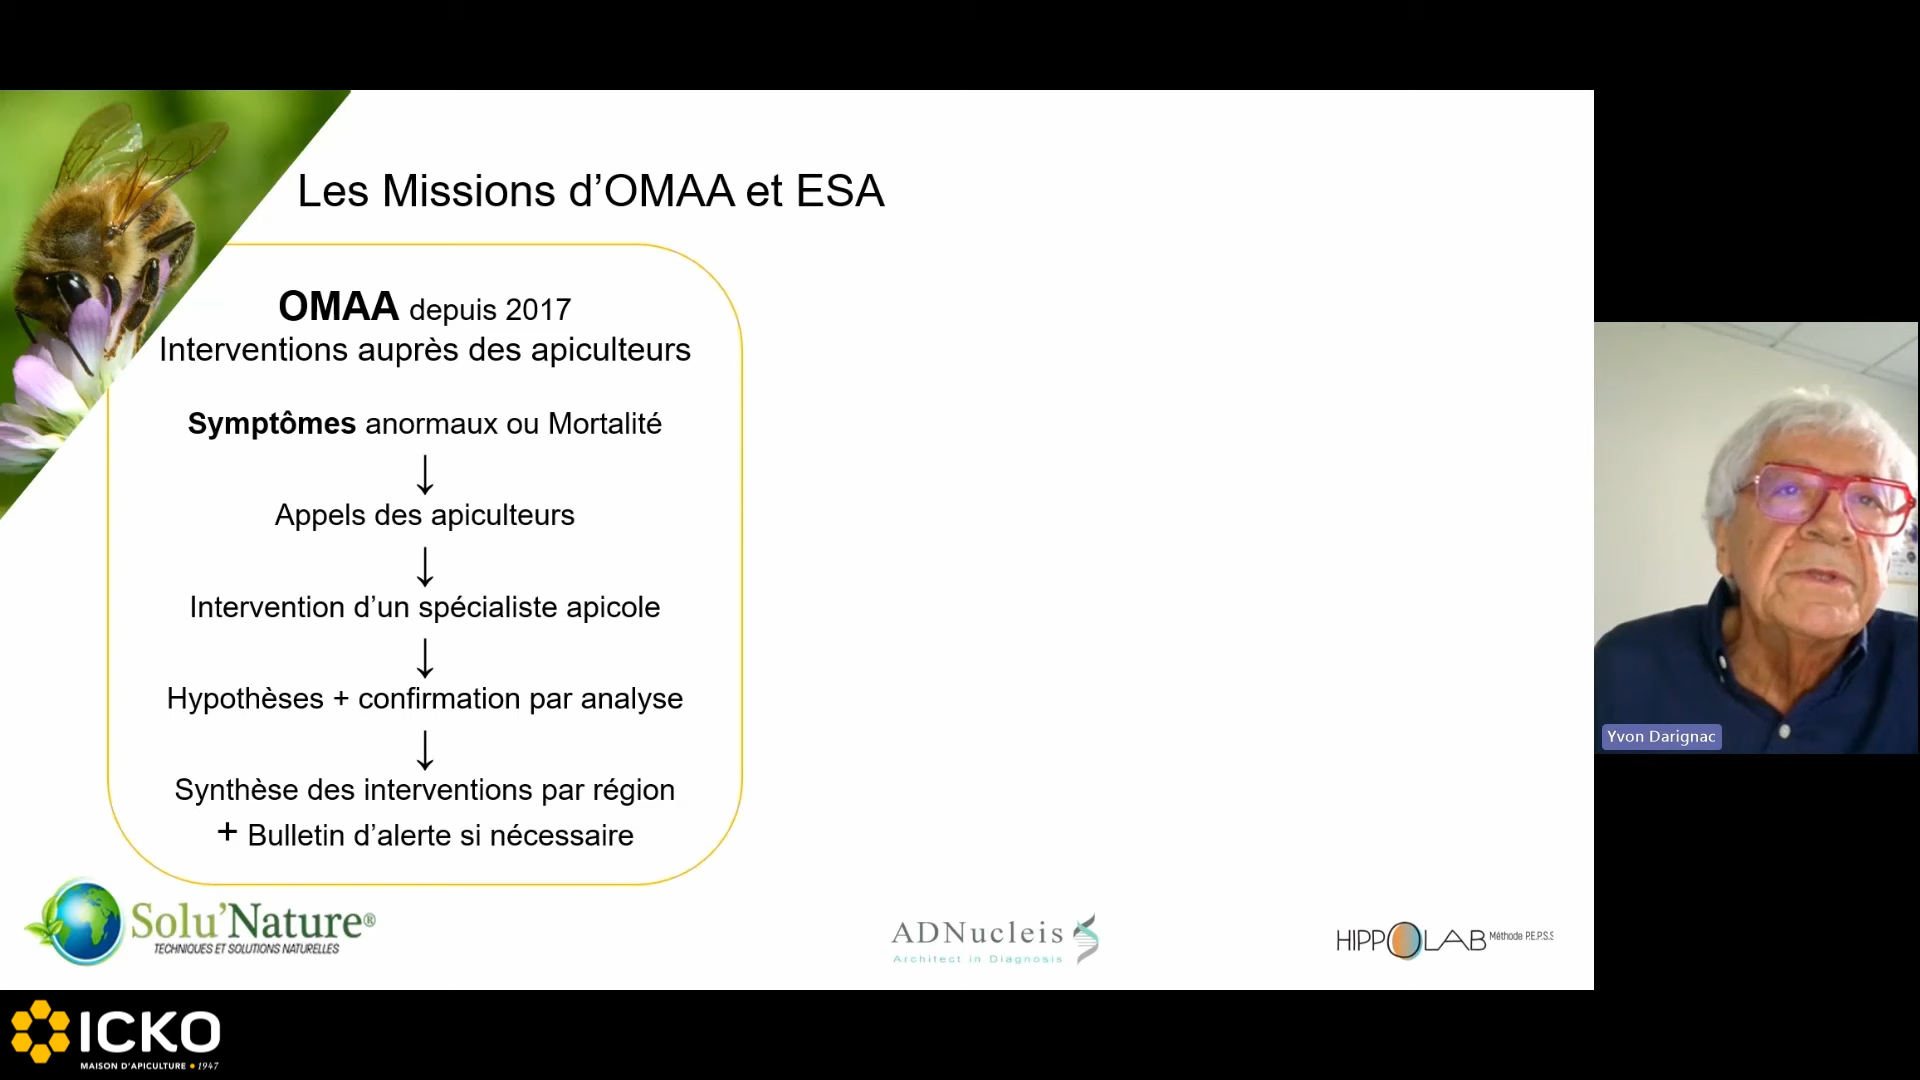 Les Missions d’OMAA et ESA
OMAA depuis 2017
Interventions auprès des apiculteurs
Symptômes anormaux ou Mortalité
↓
Appels des apiculteurs
↓
Intervention d’un spécialiste apicole
↓
Hypothèses + confirmation par analyse
↓
Synthèse des interventions par région
+ Bulletin d’alerte si nécessaire
Solu’Nature®
TECHNIQUES ET SOLUTIONS NATURELLES
ADNucleis
Architect in Diagnosis
HIPPOLAB Méthode P.E.P.S.S
Yvon Darignac
ICKO
MAISON D’APICULTURE • 1947